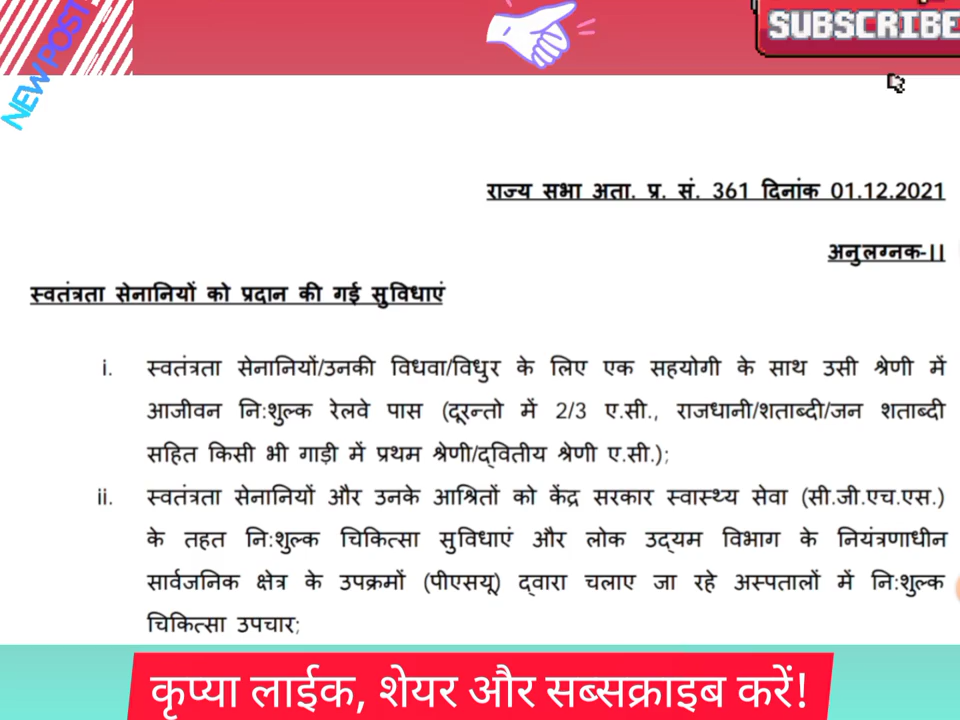 NEW POST
SUBSCRIBE
राज्य सभा अता. प्र. सं. 361 दिनांक 01.12.2021
अनुलग्नक-II
स्वतंत्रता सेनानियों को प्रदान की गई सुविधाएं
i. स्वतंत्रता सेनानियों/उनकी विधवा/विधुर के लिए एक सहयोगी के साथ उसी श्रेणी में
आजीवन नि:शुल्क रेलवे पास (दूरन्तो में 2/3 ए.सी., राजधानी/शताब्दी/जन शताब्दी
सहित किसी भी गाड़ी में प्रथम श्रेणी/द्वितीय श्रेणी ए.सी.);
ii. स्वतंत्रता सेनानियों और उनके आश्रितों को केंद्र सरकार स्वास्थ्य सेवा (सी.जी.एच.एस.)
के तहत नि:शुल्क चिकित्सा सुविधाएं और लोक उद्यम विभाग के नियंत्रणाधीन
सार्वजनिक क्षेत्र के उपक्रमों (पीएसयू) द्वारा चलाए जा रहे अस्पतालों में नि:शुल्क
चिकित्सा उपचार;
कृप्या लाईक, शेयर और सब्सक्राइब करें!